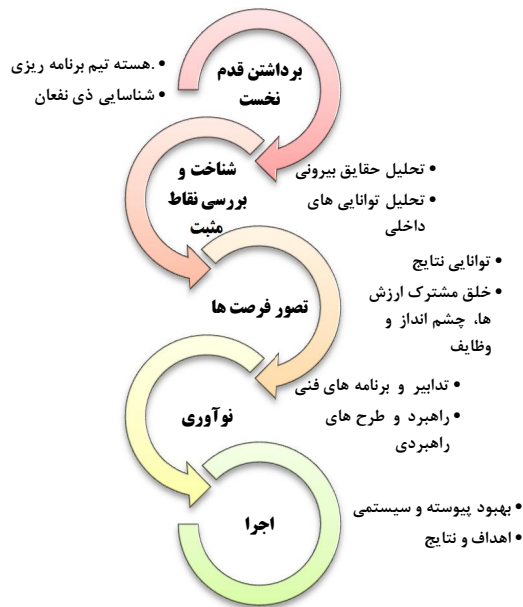 برداشتن قدم
نخست
• .هسته تیم برنامه ریزی
• شناسایی ذی نفعان
شناخت و
بررسی نقاط
مثبت
• تحلیل حقایق بیرونی
• تحلیل توانایی های
داخلی
تصور فرصت ها
• توانایی نتایج
• خلق مشترک ارزش
ها، چشم انداز و
وظایف
نوآوری
• تدابیر و برنامه های فنی
• راهبرد و طرح های
راهبردی
اجرا
• بهبود پیوسته و سیستمی
• اهداف و نتایج